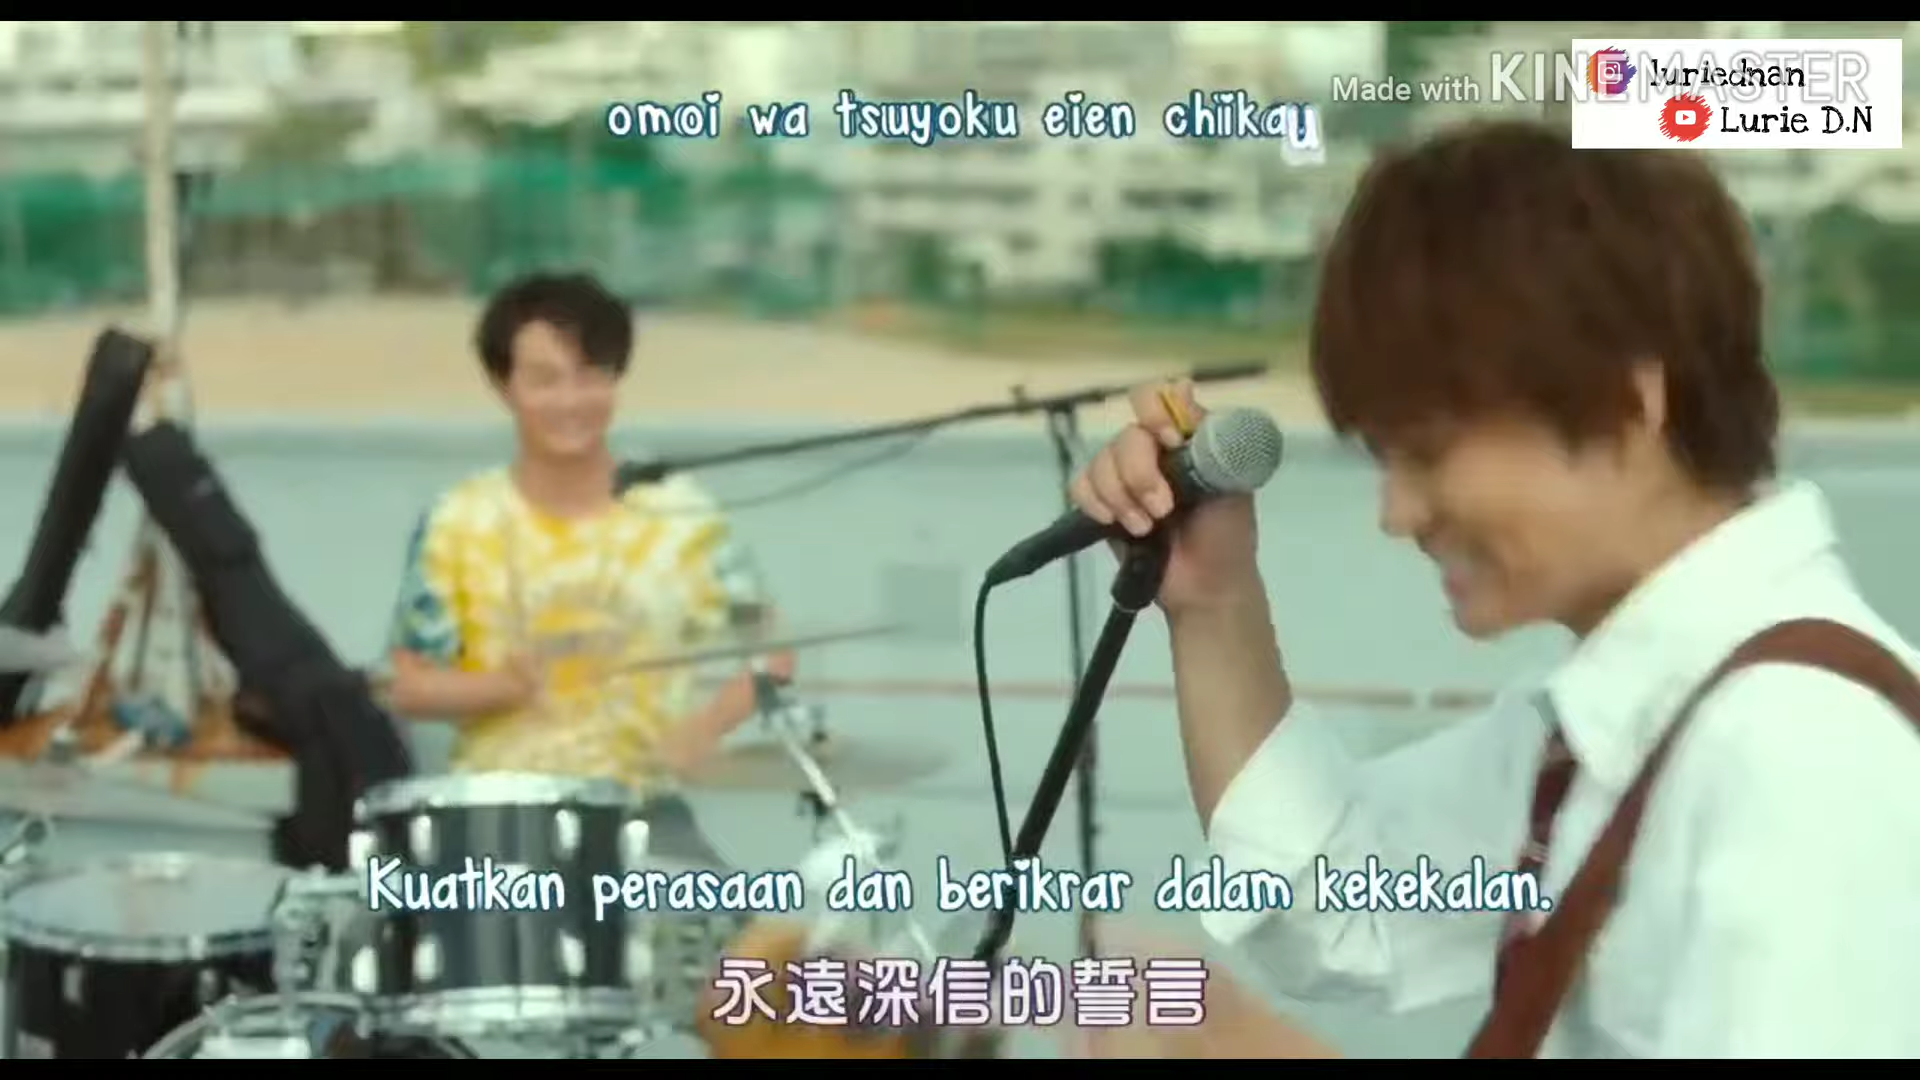 Made with KINEMASTER
luriednan
Lurie D.N
omoi wa tsuyoku eien chiikau
Kuatkan perasaan dan berikrar dalam kekekalan.
永遠深信的誓言